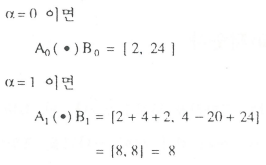 α = 0 이면
A₀(•)B₀ = [ 2, 24 ]
α = 1 이면
A₁(•)B₁ = [2 + 4 + 2, 4 − 20 + 24]
= [8, 8] = 8